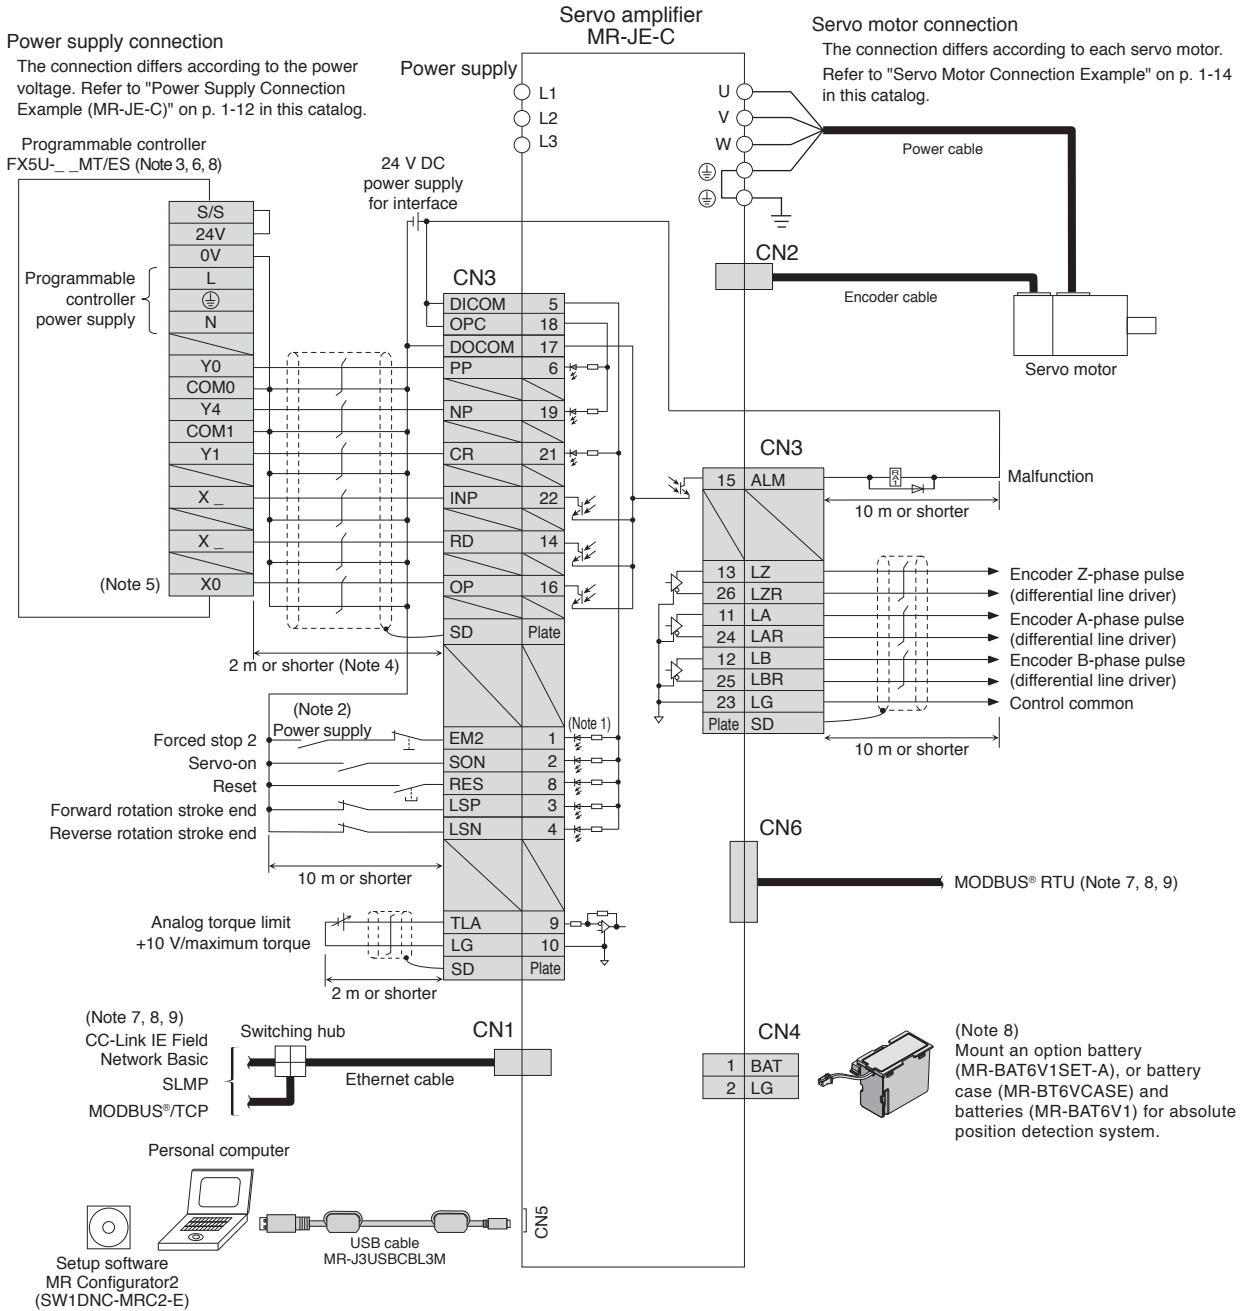 Servo amplifier
MR-JE-C
Power supply connection
The connection differs according to the power
voltage. Refer to "Power Supply Connection
Example (MR-JE-C)" on p. 1-12 in this catalog.
Servo motor connection
The connection differs according to each servo motor.
Refer to "Servo Motor Connection Example" on p. 1-14
in this catalog.
Power supply
L1
L2
L3
U
V
W
Power cable
Programmable controller
FX5U-_ _MT/ES (Note 3, 6, 8)
24 V DC
power supply
for interface
S/S
24V
0V
L
N
Programmable
controller
power supply
Y0
COM0
Y4
COM1
Y1
X _
X _
(Note 5) X0
2 m or shorter (Note 4)
CN3
DICOM 5
OPC 18
DOCOM 17
PP 6
NP 19
CR 21
INP 22
RD 14
OP 16
SD Plate
CN2
Encoder cable
Servo motor
CN3
15 ALM
RA1
Malfunction
10 m or shorter
13 LZ Encoder Z-phase pulse
26 LZR (differential line driver)
11 LA Encoder A-phase pulse
24 LAR (differential line driver)
12 LB Encoder B-phase pulse
25 LBR (differential line driver)
23 LG Control common
Plate SD
10 m or shorter
(Note 2)
Power supply
(Note 1)
Forced stop 2 EM2 1
Servo-on SON 2
Reset RES 8
Forward rotation stroke end LSP 3
Reverse rotation stroke end LSN 4
10 m or shorter
Analog torque limit
+10 V/maximum torque
TLA 9
LG 10
SD Plate
2 m or shorter
CN6
MODBUS® RTU (Note 7, 8, 9)
(Note 7, 8, 9)
CC-Link IE Field
Network Basic
SLMP
MODBUS®/TCP
Switching hub
Ethernet cable
CN1
CN4
1 BAT
2 LG
(Note 8)
Mount an option battery
(MR-BAT6V1SET-A), or battery
case (MR-BT6VCASE) and
batteries (MR-BAT6V1) for absolute
position detection system.
Personal computer
USB cable
MR-J3USBCBL3M
CN5
Setup software
MR Configurator2
(SW1DNC-MRC2-E)